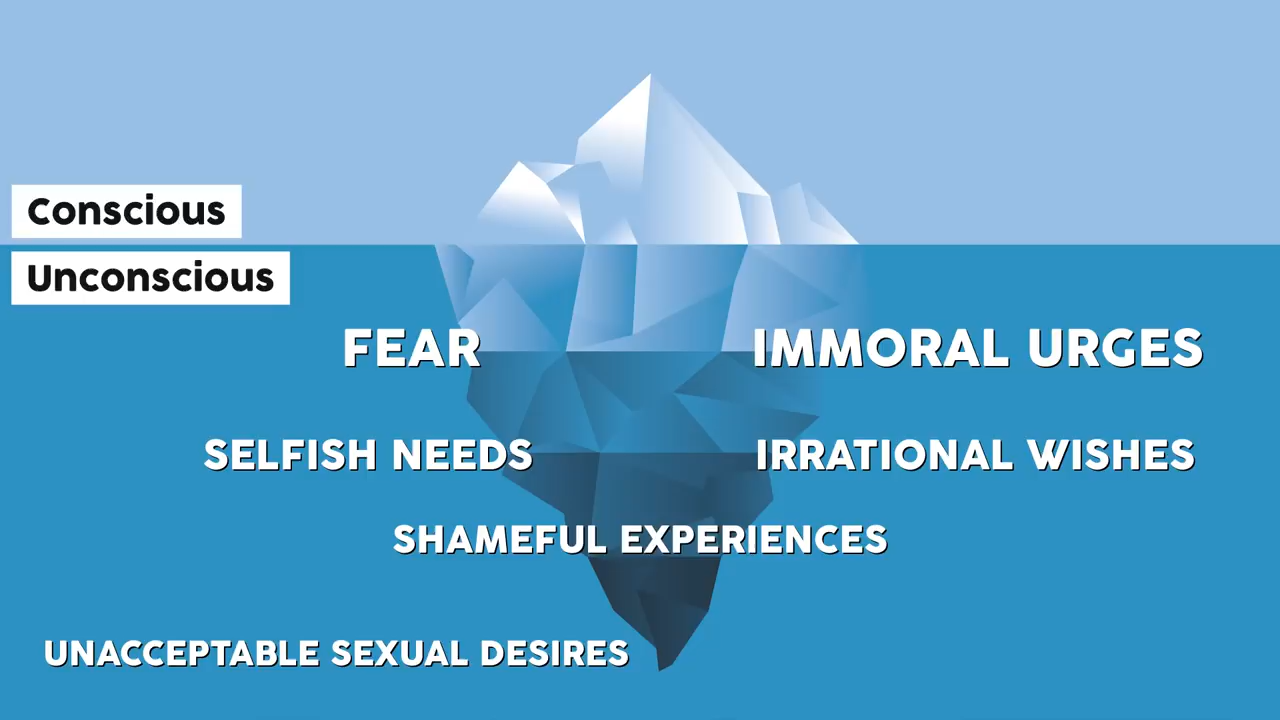 Conscious
Unconscious
FEAR
IMMORAL URGES
SELFISH NEEDS
IRRATIONAL WISHES
SHAMEFUL EXPERIENCES
UNACCEPTABLE SEXUAL DESIRES